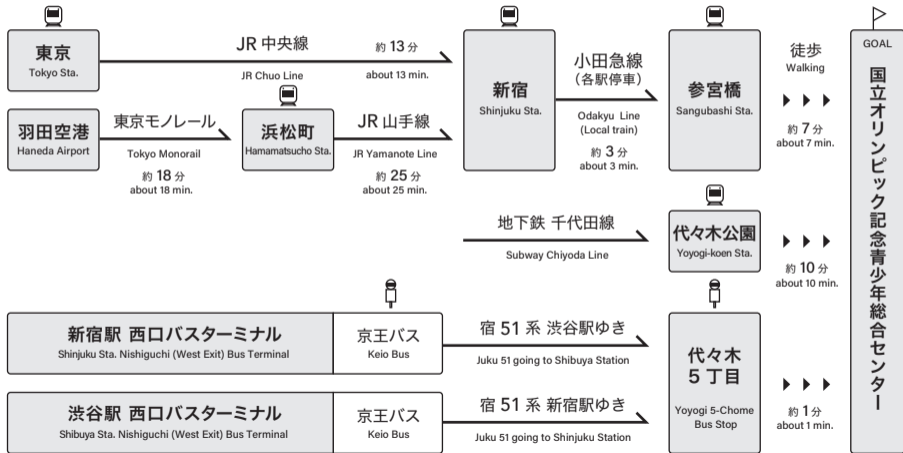 東京
Tokyo Sta.
JR 中央線
JR Chuo Line
約 13 分
about 13 min.
羽田空港
Haneda Airport
東京モノレール
Tokyo Monorail
約 18 分
about 18 min.
浜松町
Hamamatsucho Sta.
JR 山手線
JR Yamanote Line
約 25 分
about 25 min.
新宿
Shinjuku Sta.
小田急線
(各駅停車)
Odakyu Line
(Local train)
約 3 分
about 3 min.
参宮橋
Sangubashi Sta.
徒歩
Walking
約 7 分
about 7 min.
地下鉄 千代田線
Subway Chiyoda Line
代々木公園
Yoyogi-koen Sta.
約 10 分
about 10 min.
新宿駅 西口バスターミナル
Shinjuku Sta. Nishiguchi (West Exit) Bus Terminal
京王バス
Keio Bus
宿 51 系 渋谷駅ゆき
Juku 51 going to Shibuya Station
渋谷駅 西口バスターミナル
Shibuya Sta. Nishiguchi (West Exit) Bus Terminal
京王バス
Keio Bus
宿 51 系 新宿駅ゆき
Juku 51 going to Shinjuku Station
代々木
5 丁目
Yoyogi 5-Chome
Bus Stop
約 1 分
about 1 min.
GOAL
国立オリンピック記念青少年総合センター